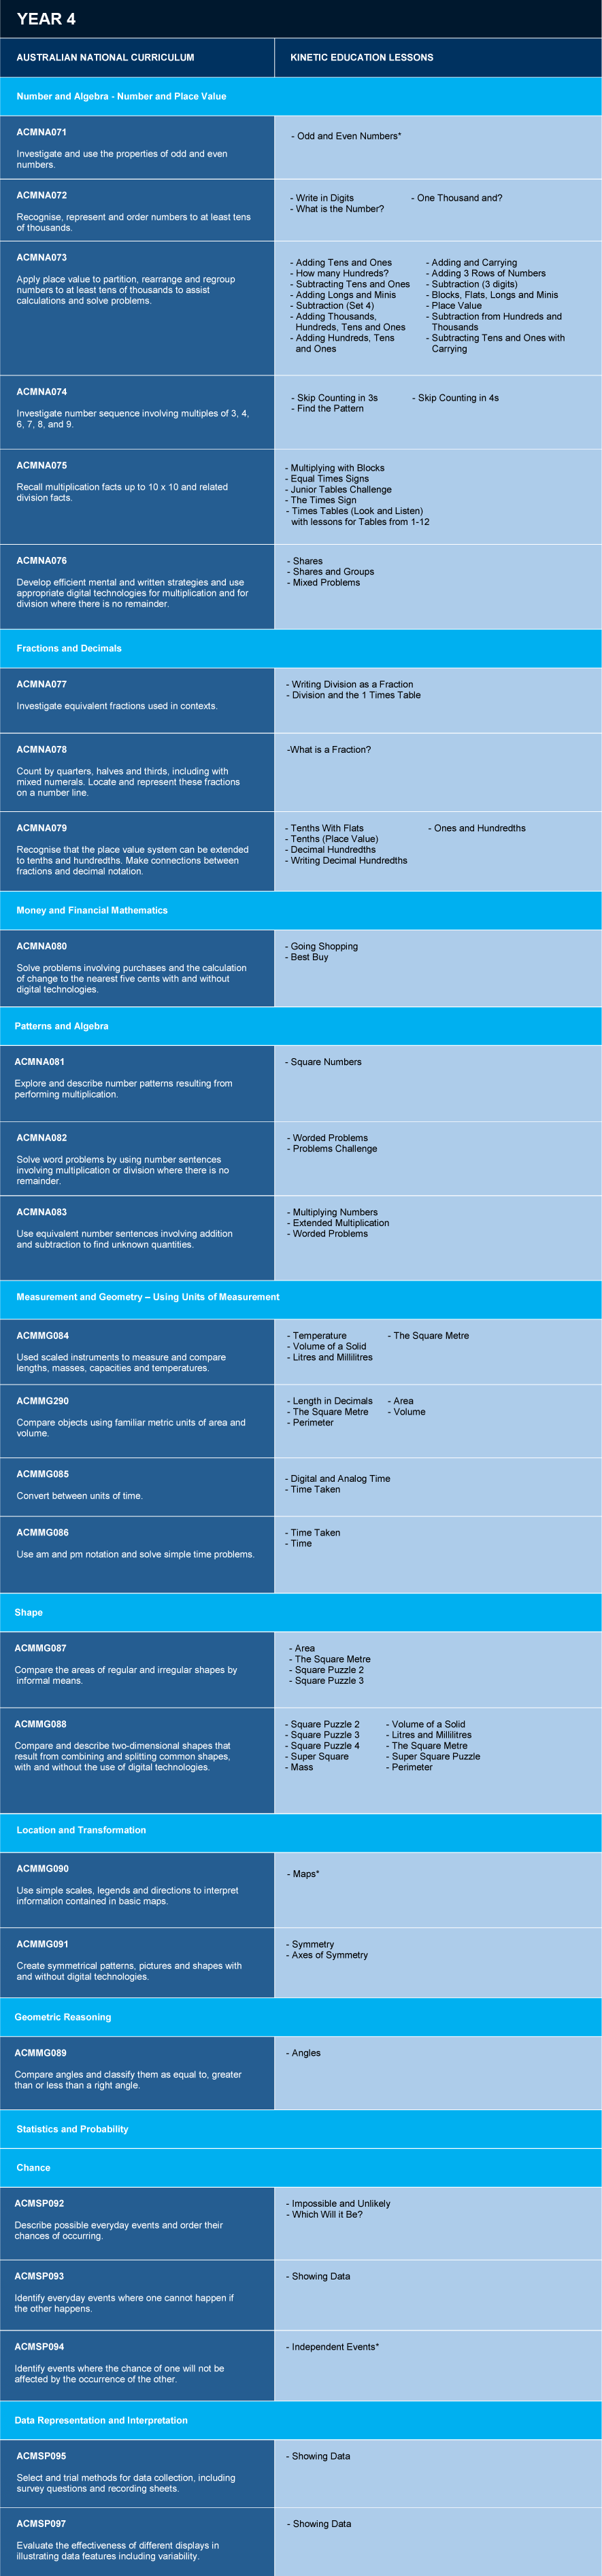 YEAR 4
AUSTRALIAN NATIONAL CURRICULUM
KINETIC EDUCATION LESSONS
Number and Algebra - Number and Place Value
ACMNA071
Investigate and use the properties of odd and even
numbers.
- Odd and Even Numbers*
ACMNA072
Recognise, represent and order numbers to at least tens
of thousands.
- Write in Digits
- What is the Number?
- One Thousand and?
ACMNA073
Apply place value to partition, rearrange and regroup
numbers to at least tens of thousands to assist
calculations and solve problems.
- Adding Tens and Ones
- How many Hundreds?
- Subtracting Tens and Ones
- Adding Longs and Minis
- Subtraction (Set 4)
- Adding Thousands,
Hundreds, Tens and Ones
- Adding Hundreds, Tens
and Ones
- Adding and Carrying
- Adding 3 Rows of Numbers
- Subtraction (3 digits)
- Blocks, Flats, Longs and Minis
- Place Value
- Subtraction from Hundreds and
Thousands
- Subtracting Tens and Ones with
Carrying
ACMNA074
Investigate number sequence involving multiples of 3, 4,
6, 7, 8, and 9.
- Skip Counting in 3s
- Find the Pattern
- Skip Counting in 4s
ACMNA075
Recall multiplication facts up to 10 x 10 and related
division facts.
- Multiplying with Blocks
- Equal Times Signs
- Junior Tables Challenge
- The Times Sign
- Times Tables (Look and Listen)
with lessons for Tables from 1-12
ACMNA076
Develop efficient mental and written strategies and use
appropriate digital technologies for multiplication and for
division where there is no remainder.
- Shares
- Shares and Groups
- Mixed Problems
Fractions and Decimals
ACMNA077
Investigate equivalent fractions used in contexts.
- Writing Division as a Fraction
- Division and the 1 Times Table
ACMNA078
Count by quarters, halves and thirds, including with
mixed numerals. Locate and represent these fractions
on a number line.
-What is a Fraction?
ACMNA079
Recognise that the place value system can be extended
to tenths and hundredths. Make connections between
fractions and decimal notation.
- Tenths With Flats
- Tenths (Place Value)
- Decimal Hundredths
- Writing Decimal Hundredths
- Ones and Hundredths
Money and Financial Mathematics
ACMNA080
Solve problems involving purchases and the calculation
of change to the nearest five cents with and without
digital technologies.
- Going Shopping
- Best Buy
Patterns and Algebra
ACMNA081
Explore and describe number patterns resulting from
performing multiplication.
- Square Numbers
ACMNA082
Solve word problems by using number sentences
involving multiplication or division where there is no
remainder.
- Worded Problems
- Problems Challenge
ACMNA083
Use equivalent number sentences involving addition
and subtraction to find unknown quantities.
- Multiplying Numbers
- Extended Multiplication
- Worded Problems
Measurement and Geometry – Using Units of Measurement
ACMMG084
Used scaled instruments to measure and compare
lengths, masses, capacities and temperatures.
- Temperature
- Volume of a Solid
- Litres and Millilitres
- The Square Metre
ACMMG290
Compare objects using familiar metric units of area and
volume.
- Length in Decimals
- The Square Metre
- Perimeter
- Area
- Volume
ACMMG085
Convert between units of time.
- Digital and Analog Time
- Time Taken
ACMMG086
Use am and pm notation and solve simple time problems.
- Time Taken
- Time
Shape
ACMMG087
Compare the areas of regular and irregular shapes by
informal means.
- Area
- The Square Metre
- Square Puzzle 2
- Square Puzzle 3
ACMMG088
Compare and describe two-dimensional shapes that
result from combining and splitting common shapes,
with and without the use of digital technologies.
- Square Puzzle 2
- Square Puzzle 3
- Square Puzzle 4
- Super Square
- Mass
- Volume of a Solid
- Litres and Millilitres
- The Square Metre
- Super Square Puzzle
- Perimeter
Location and Transformation
ACMMG090
Use simple scales, legends and directions to interpret
information contained in basic maps.
- Maps*
ACMMG091
Create symmetrical patterns, pictures and shapes with
and without digital technologies.
- Symmetry
- Axes of Symmetry
Geometric Reasoning
ACMMG089
Compare angles and classify them as equal to, greater
than or less than a right angle.
- Angles
Statistics and Probability
Chance
ACMSP092
Describe possible everyday events and order their
chances of occurring.
- Impossible and Unlikely
- Which Will it Be?
ACMSP093
Identify everyday events where one cannot happen if
the other happens.
- Showing Data
ACMSP094
Identify events where the chance of one will not be
affected by the occurrence of the other.
- Independent Events*
Data Representation and Interpretation
ACMSP095
Select and trial methods for data collection, including
survey questions and recording sheets.
- Showing Data
ACMSP097
Evaluate the effectiveness of different displays in
illustrating data features including variability.
- Showing Data